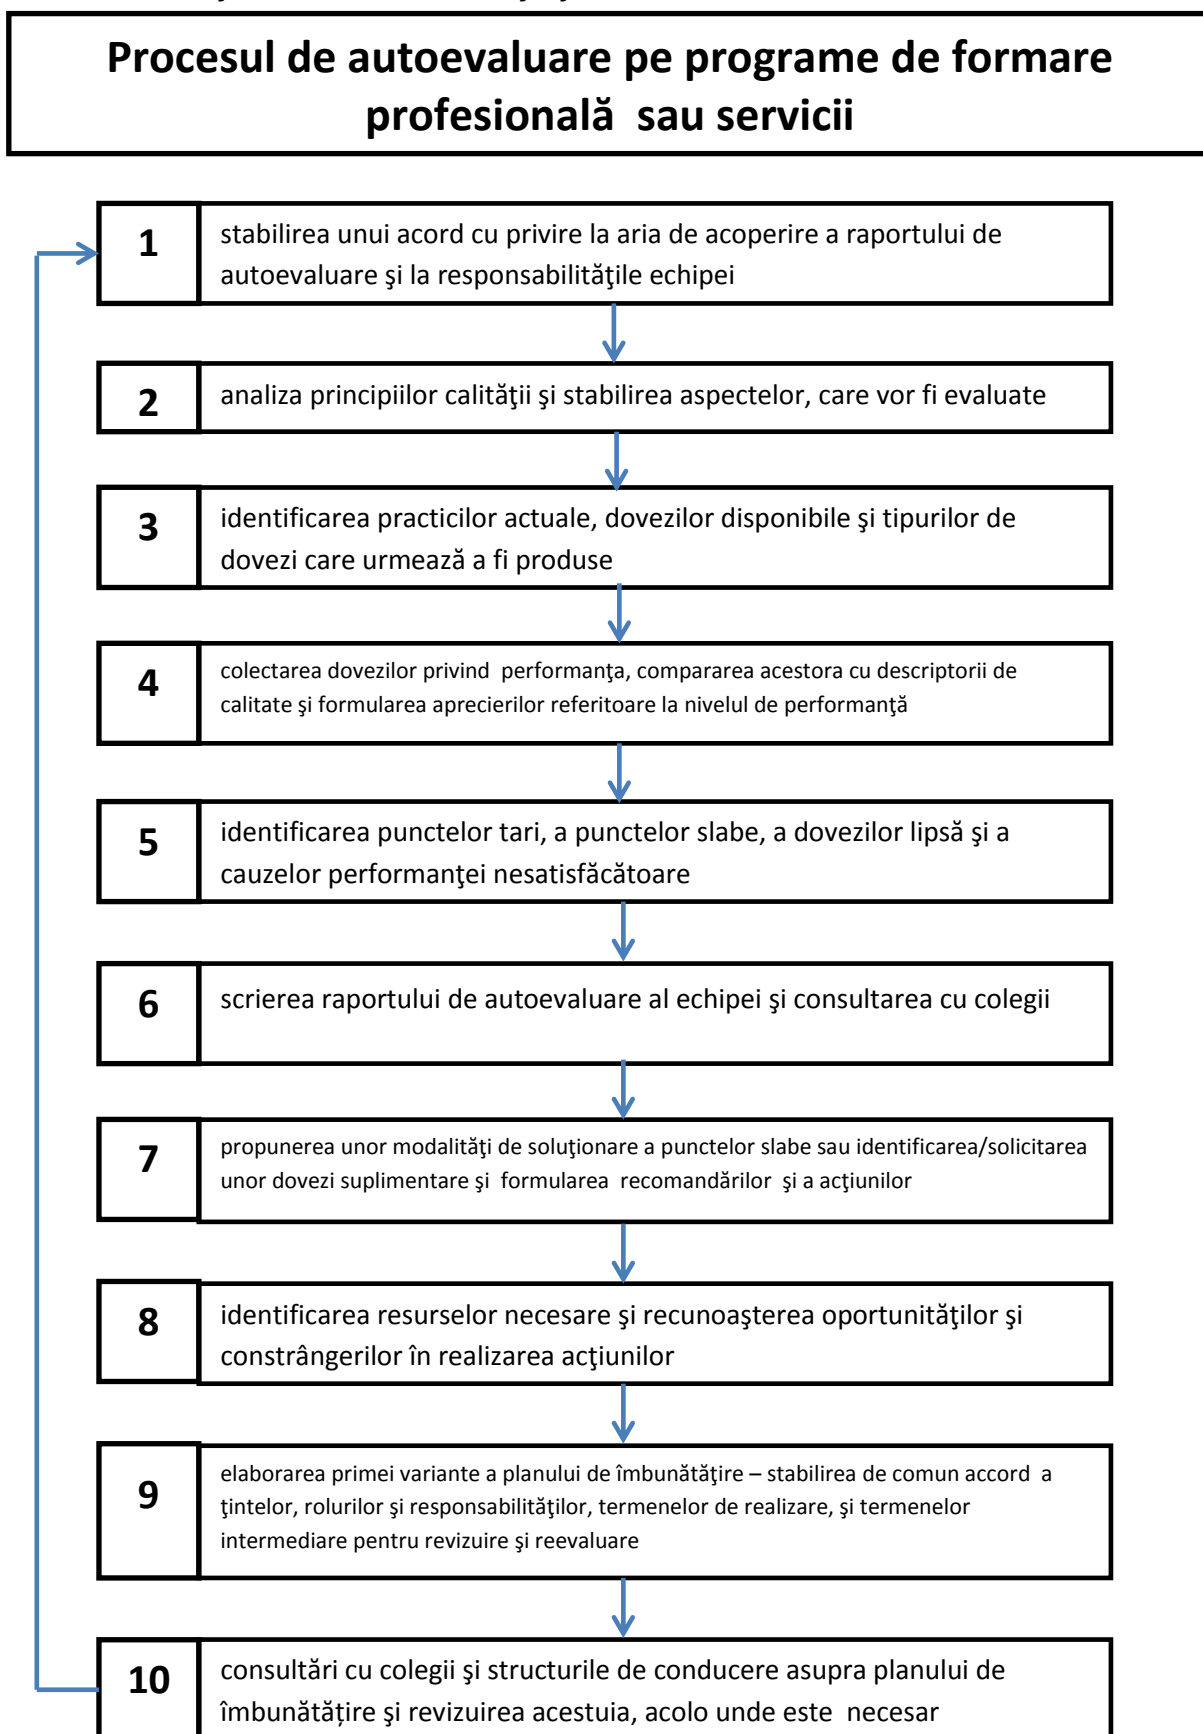 Procesul de autoevaluare pe programe de formare
profesională sau servicii
1
stabilirea unui acord cu privire la aria de acoperire a raportului de
autoevaluare şi la responsabilităţile echipei
2
analiza principiilor calităţii şi stabilirea aspectelor, care vor fi evaluate
3
identificarea practicilor actuale, dovezilor disponibile şi tipurilor de
dovezi care urmează a fi produse
4
colectarea dovezilor privind performanţa, compararea acestora cu descriptorii de
calitate şi formularea aprecierilor referitoare la nivelul de performanţă
5
identificarea punctelor tari, a punctelor slabe, a dovezilor lipsă şi a
cauzelor performanţei nesatisfăcătoare
6
scrierea raportului de autoevaluare al echipei şi consultarea cu colegii
7
propunerea unor modalităţi de soluţionare a punctelor slabe sau identificarea/solicitarea
unor dovezi suplimentare şi formularea recomandărilor şi a acţiunilor
8
identificarea resurselor necesare şi recunoaşterea oportunităţilor şi
constrângerilor în realizarea acţiunilor
9
elaborarea primei variante a planului de îmbunătăţire – stabilirea de comun accord a
ţintelor, rolurilor şi responsabilităţilor, termenelor de realizare, şi termenelor
intermediare pentru revizuire şi reevaluare
10
consultări cu colegii şi structurile de conducere asupra planului de
îmbunătățire şi revizuirea acestuia, acolo unde este necesar